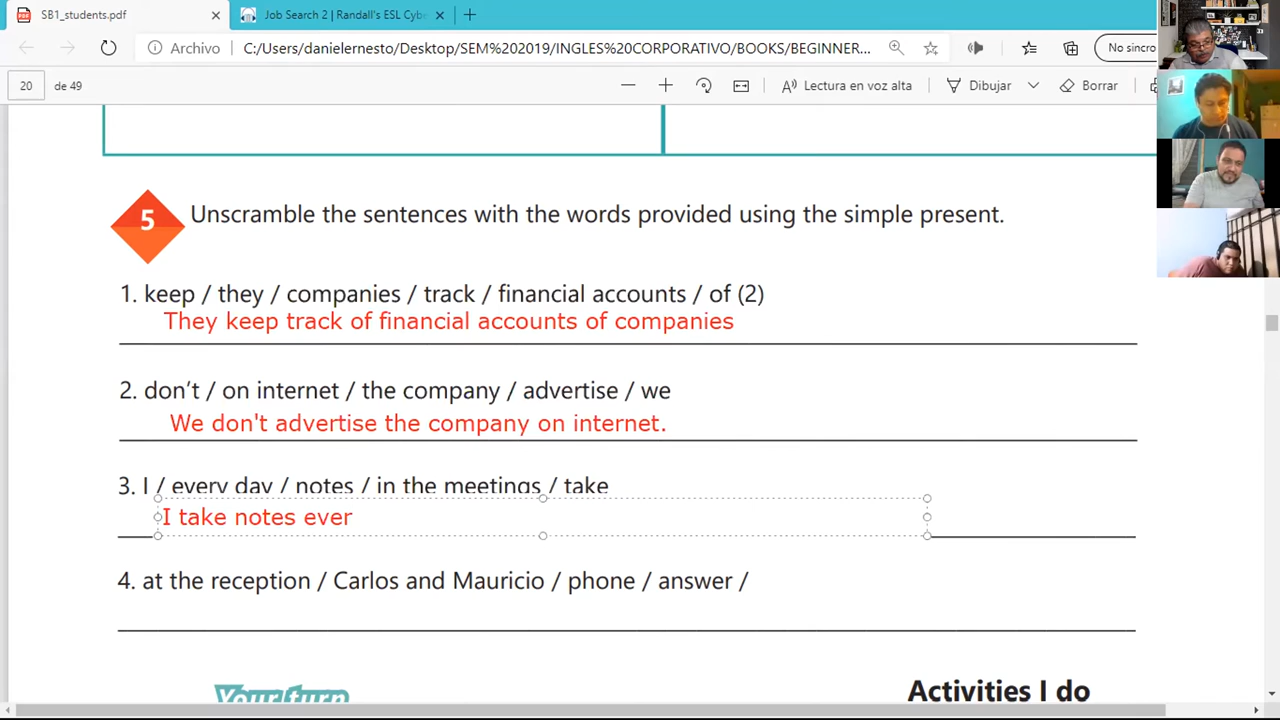 SB1_students.pdf
Job Search 2 | Randall's ESL Cybe
Archivo
C:/Users/danielernesto/Desktop/SEM%202019/INGLES%20CORPORATIVO/BOOKS/BEGINNER...
No sincro
20
de 49
Lectura en voz alta
Dibujar
Borrar
5
Unscramble the sentences with the words provided using the simple present.
1. keep / they / companies / track / financial accounts / of (2)
They keep track of financial accounts of companies
2. don't / on internet / the company / advertise / we
We don't advertise the company on internet.
3. I / every day / notes / in the meetings / take
I take notes ever
4. at the reception / Carlos and Mauricio / phone / answer /
Your turn
Activities I do